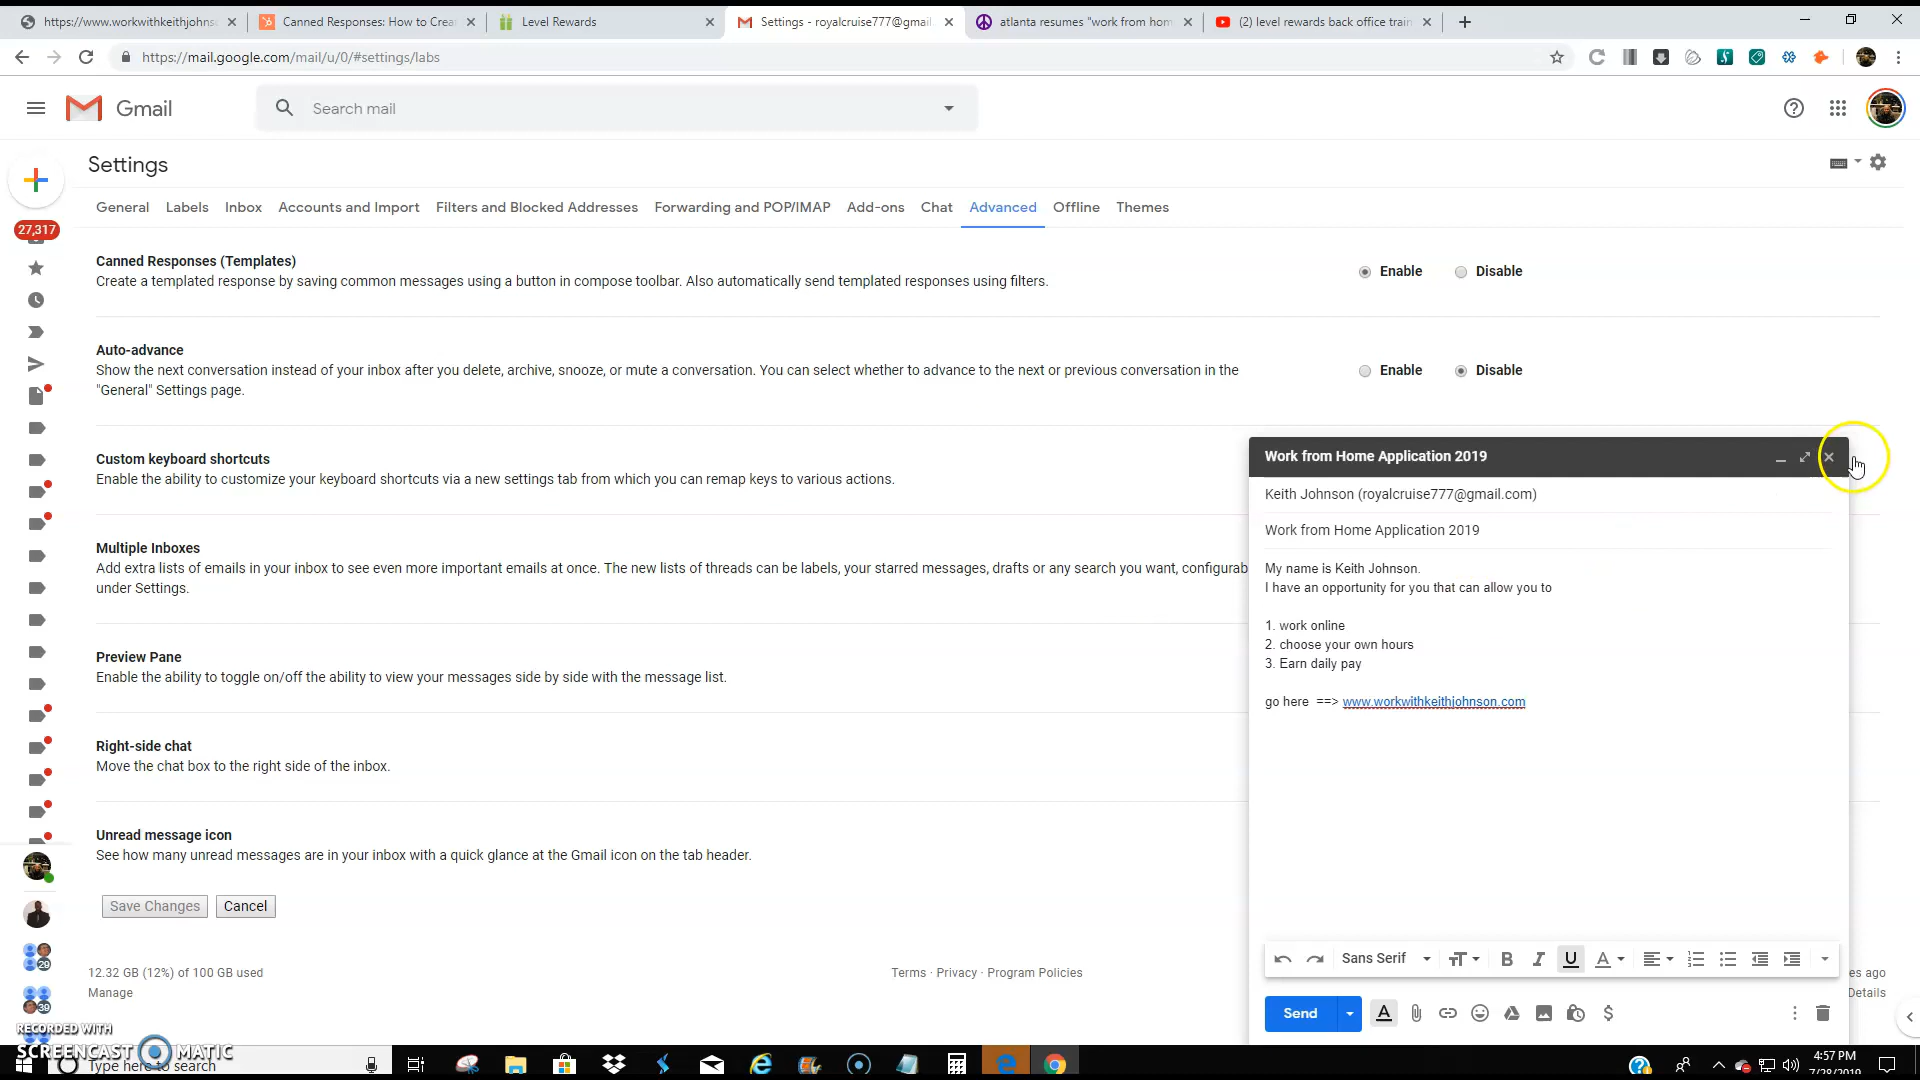 https://www.workwithkeithjohns
Canned Responses: How to Crea
Level Rewards
Settings - royalcruise777@gmail.
atlanta resumes "work from hom
(2) level rewards back office train
https://mail.google.com/mail/u/0/#settings/labs
Gmail
Search mail
Settings
General
Labels
Inbox
Accounts and Import
Filters and Blocked Addresses
Forwarding and POP/IMAP
Add-ons
Chat
Advanced
Offline
Themes
27,317
Canned Responses (Templates)
Create a templated response by saving common messages using a button in compose toolbar. Also automatically send templated responses using filters.
Enable
Disable
Auto-advance
Show the next conversation instead of your inbox after you delete, archive, snooze, or mute a conversation. You can select whether to advance to the next or previous conversation in the
"General" Settings page.
Enable
Disable
Custom keyboard shortcuts
Enable the ability to customize your keyboard shortcuts via a new settings tab from which you can remap keys to various actions.
Multiple Inboxes
Add extra lists of emails in your inbox to see even more important emails at once. The new lists of threads can be labels, your starred messages, drafts or any search you want, configurab
under Settings.
Preview Pane
Enable the ability to toggle on/off the ability to view your messages side by side with the message list.
Right-side chat
Move the chat box to the right side of the inbox.
Unread message icon
See how many unread messages are in your inbox with a quick glance at the Gmail icon on the tab header.
Save Changes
Cancel
12.32 GB (12%) of 100 GB used
Manage
Terms · Privacy · Program Policies
es ago
Details
Work from Home Application 2019
Keith Johnson (royalcruise777@gmail.com)
Work from Home Application 2019
My name is Keith Johnson.
I have an opportunity for you that can allow you to
1. work online
2. choose your own hours
3. Earn daily pay
go here ==> www.workwithkeithjohnson.com
Sans Serif
Send
29
39
RECORDED WITH
SCREENCAST MATIC
Type here to search
4:57 PM
7/28/2019